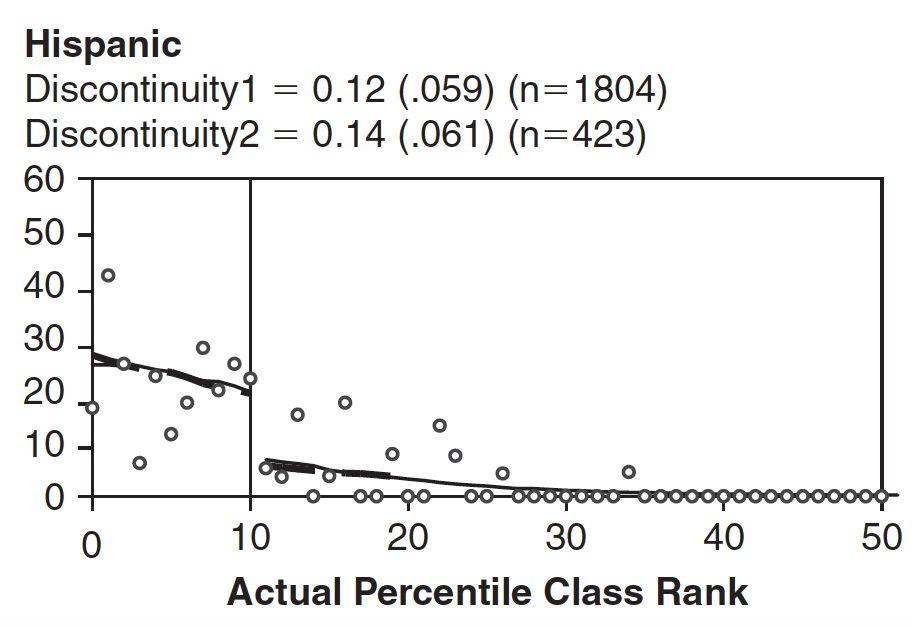 Hispanic
Discontinuity1 = 0.12 (.059) (n=1804)
Discontinuity2 = 0.14 (.061) (n=423)
60
50
40
30
20
10
0
0 10 20 30 40 50
Actual Percentile Class Rank